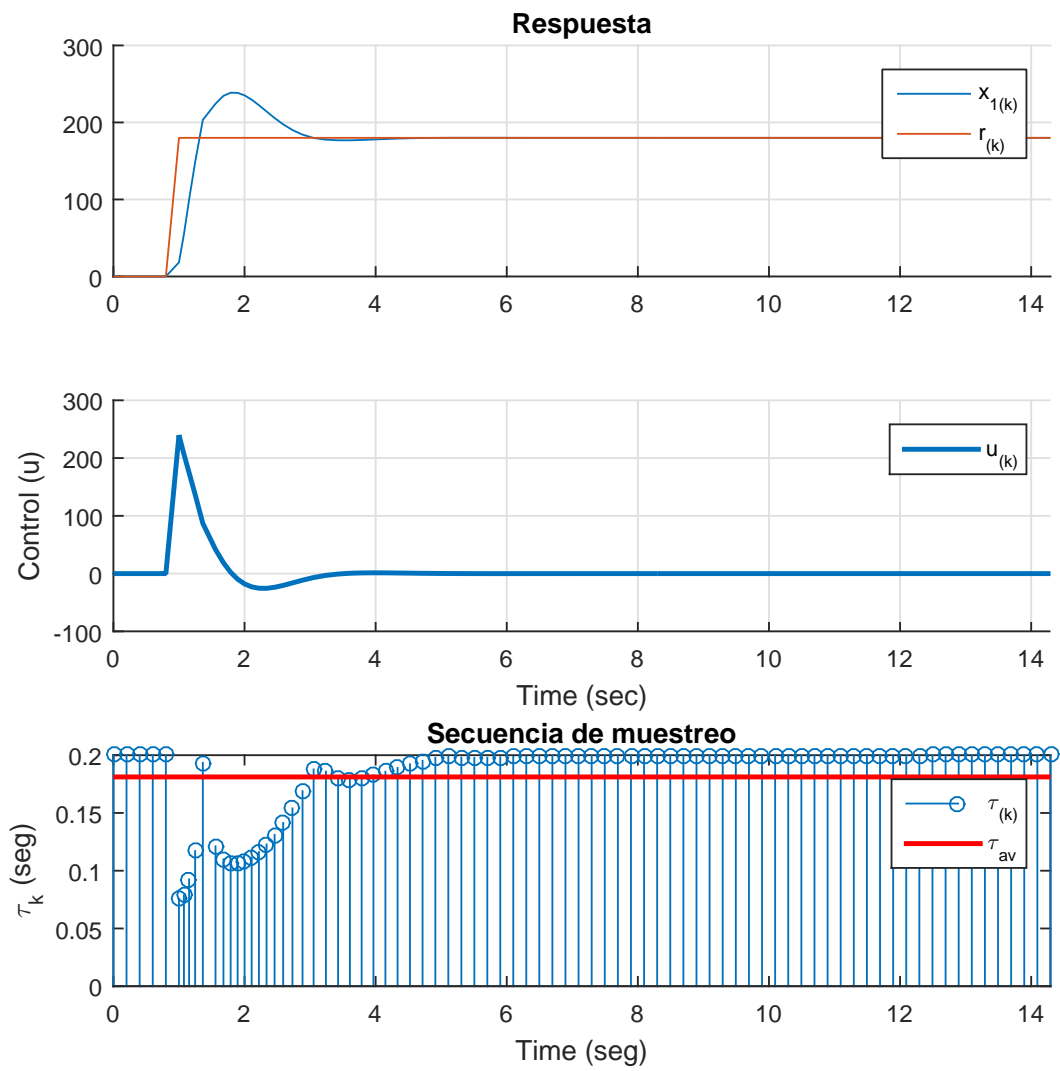 Respuesta
300
200
100
0
0 2 4 6 8 10 12 14
x1(k)
r(k)
Control (u)
300
200
100
0
-100
0 2 4 6 8 10 12 14
u(k)
Time (sec)
Secuencia de muestreo
τk (seg)
0.2
0.15
0.1
0.05
0
0 2 4 6 8 10 12 14
τ(k)
τav
Time (seg)